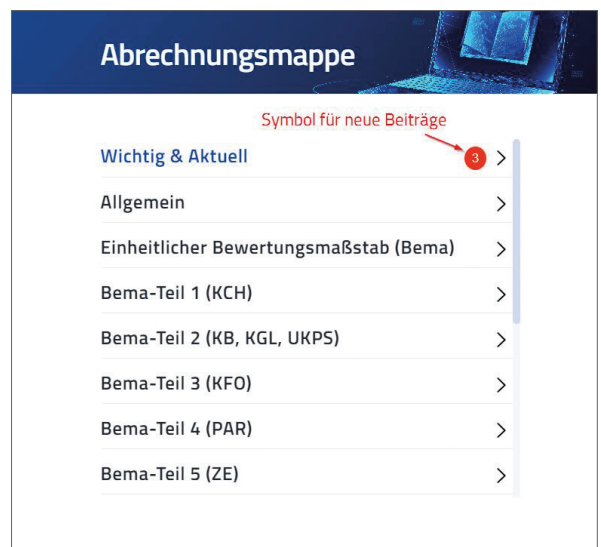 Abrechnungsmappe
Symbol für neue Beiträge
Wichtig & Aktuell 3
Allgemein
Einheitlicher Bewertungsmaßstab (Bema)
Bema-Teil 1 (KCH)
Bema-Teil 2 (KB, KGL, UKPS)
Bema-Teil 3 (KFO)
Bema-Teil 4 (PAR)
Bema-Teil 5 (ZE)